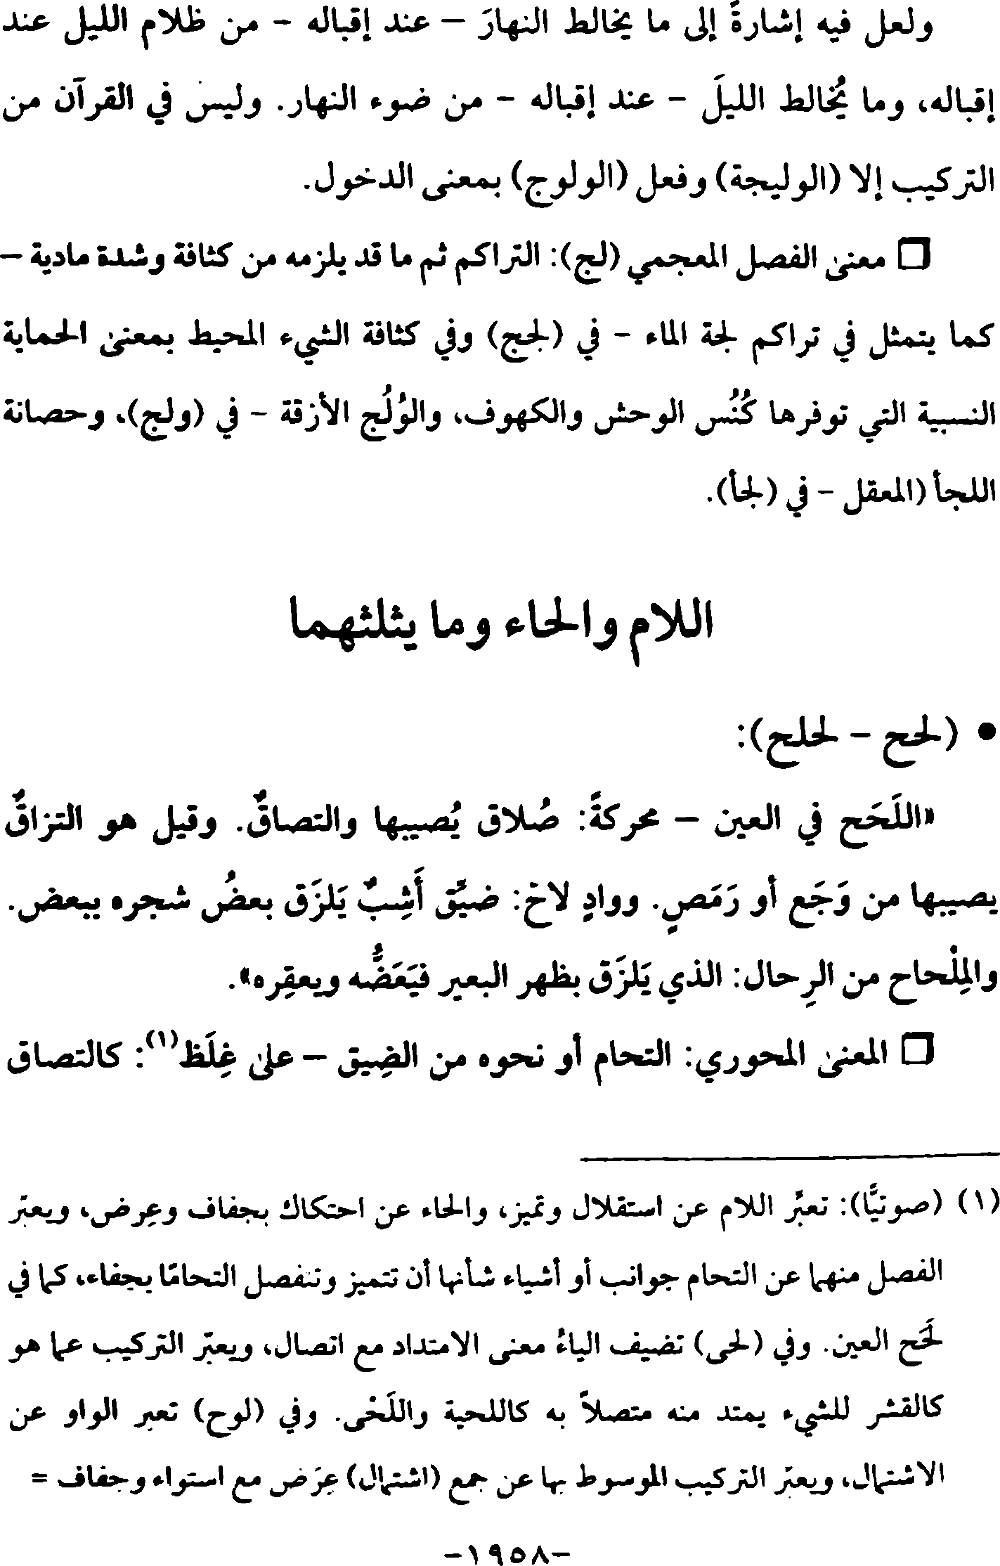 ولعل فيه إشارةً إلى ما يخالط النهارَ – عند إقباله – من ظلام الليل عند
إقباله، وما يُخالط الليلَ – عند إقباله – من ضوء النهار. وليس في القرآن من
التركيب إلا (الوليجة) وفعل (الولوج) بمعنى الدخول.
□ معنى الفصل المعجمي (لج): التراكم ثم ما قد يلزمه من كثافة وشدة مادية –
كما يتمثل في تراكم لجة الماء – في (لجج) وفي كثافة الشيء المحيط بمعنى الحماية
النسبية التي توفرها كُنُس الوحش والكهوف، والوُلُج الأزقة – في (ولج)، وحصانة
اللجأ (المعقل – في (لجأ).
اللام والحاء وما يثلثهما
• (لحح – لحلح):
«اللَحَح في العين – محركةً: صُلاق يُصيبها والتصاقٌ. وقيل هو التزاقٌ
يصيبها من وَجَع أو رَمَصٍ. ووادٍ لاحّ: ضيِّق أَشِبٌ يَلزَق بعضُ شجره ببعض.
والمِلْحاح من الرِحال: الذي يَلزَق بظهر البعير فيَعَضُّه ويعقِره».
□ المعنى المحوري: التحام أو نحوه من الضِيق – على غِلَظ(١): كالتصاق
(١) (صوتيًّا): تعبِّر اللام عن استقلال وتميز، والحاء عن احتكاك بجفاف وعِرض، ويعبّر
الفصل منهما عن التحام جوانب أو أشياء شأنها أن تتميز وتنفصل التحامًا بجفاء، كما في
لَحَح العين. وفي (لحى) تضيف الياءُ معنى الامتداد مع اتصال، ويعبّر التركيب عما هو
كالقشر للشيء يمتد منه متصلاً به كاللحية واللَحْى. وفي (لوح) تعبر الواو عن
الاشتمال، ويعبّر التركيب الموسوط بها عن جمع (اشتمال) عِرَض مع استواء وجفاف =
-١٩٥٨-